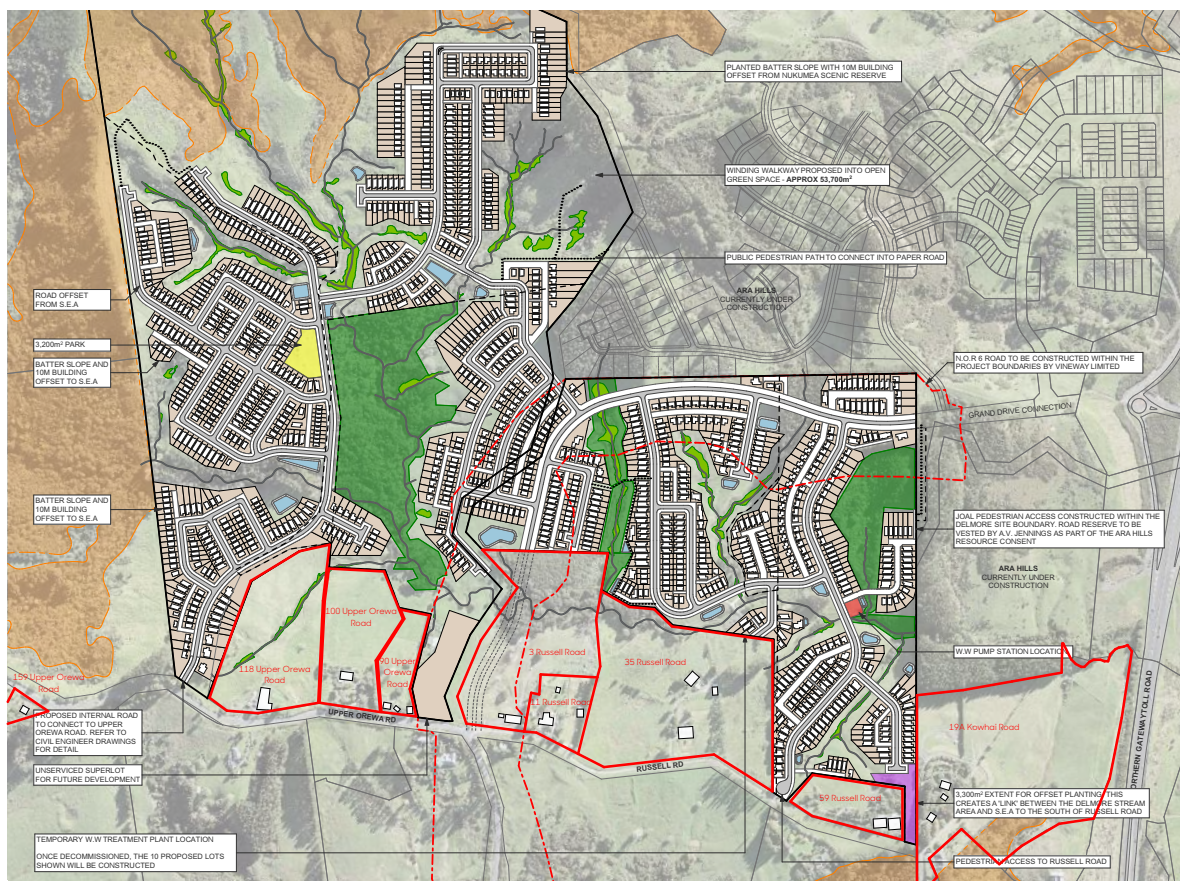 PLANTED BATTER SLOPE WITH 10M BUILDING
OFFSET FROM NUKUMEA SCENIC RESERVE
WINDING WALKWAY PROPOSED INTO OPEN
GREEN SPACE - APPROX 53,700m²
PUBLIC PEDESTRIAN PATH TO CONNECT INTO PAPER ROAD
ARA HILLS
CURRENTLY UNDER
CONSTRUCTION
ROAD OFFSET
FROM S.E.A
3,200m² PARK
BATTER SLOPE AND
10M BUILDING
OFFSET TO S.E.A
N.O.R 6 ROAD TO BE CONSTRUCTED WITHIN THE
PROJECT BOUNDARIES BY VINEWAY LIMITED
GRAND DRIVE CONNECTION
BATTER SLOPE AND
10M BUILDING
OFFSET TO S.E.A
JOAL PEDESTRIAN ACCESS CONSTRUCTED WITHIN THE
DELMORE SITE BOUNDARY. ROAD RESERVE TO BE
VESTED BY A.V. JENNINGS AS PART OF THE ARA HILLS
RESOURCE CONSENT
ARA HILLS
CURRENTLY UNDER
CONSTRUCTION
100 Upper Orewa
Road
118 Upper Orewa
Road
90 Upper
Orewa
Road
3 Russell Road
35 Russell Road
11 Russell Road
W.W PUMP STATION LOCATION
159 Upper Orewa
Road
19A Kowhai Road
NORTHERN GATEWAY TOLL ROAD
PROPOSED INTERNAL ROAD
TO CONNECT TO UPPER
OREWA ROAD. REFER TO
CIVIL ENGINEER DRAWINGS
FOR DETAIL
UPPER OREWA RD
RUSSELL RD
UNSERVICED SUPERLOT
FOR FUTURE DEVELOPMENT
59 Russell Road
3,300m² EXTENT FOR OFFSET PLANTING. THIS
CREATES A 'LINK' BETWEEN THE DELMORE STREAM
AREA AND S.E.A TO THE SOUTH OF RUSSELL ROAD
TEMPORARY W.W TREATMENT PLANT LOCATION
ONCE DECOMMISSIONED, THE 10 PROPOSED LOTS
SHOWN WILL BE CONSTRUCTED
PEDESTRIAN ACCESS TO RUSSELL ROAD